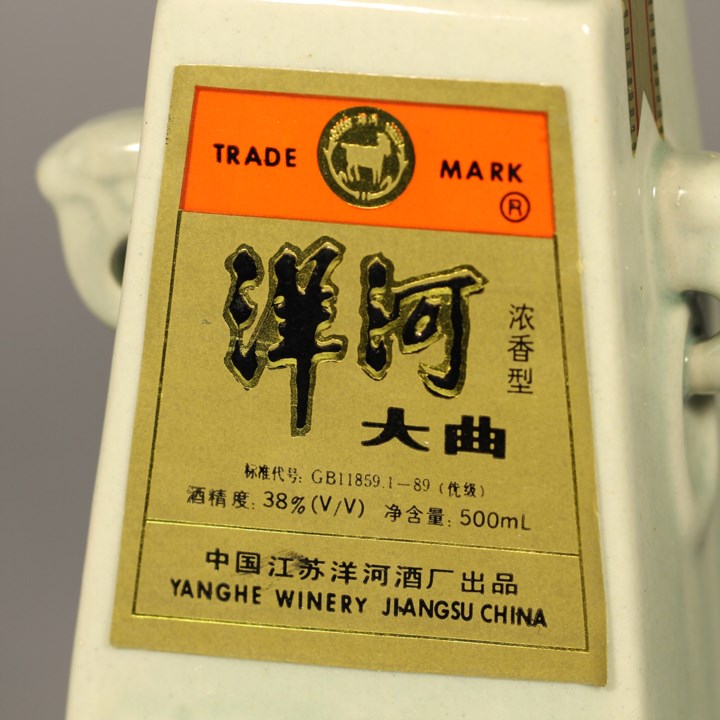 TRADE MARK
®
洋河
大曲
浓香型
标准代号: GB11859.1-89 (优级)
酒精度: 38%(V/V) 净含量: 500mL
中国江苏洋河酒厂出品
YANGHE WINERY JIANGSU CHINA